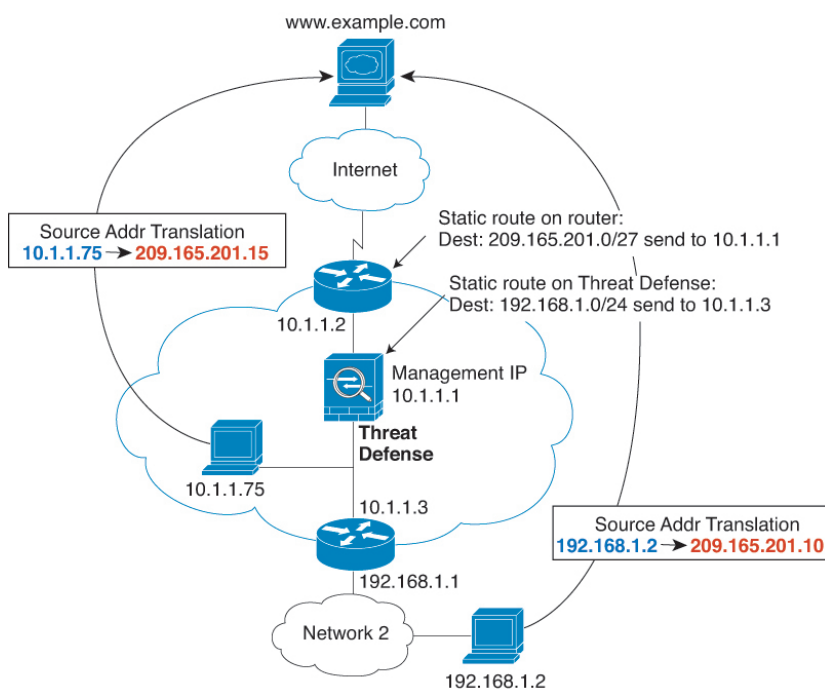 www.example.com
Internet
Source Addr Translation
10.1.1.75 209.165.201.15
Static route on router:
Dest: 209.165.201.0/27 send to 10.1.1.1
Static route on Threat Defense:
Dest: 192.168.1.0/24 send to 10.1.1.3
10.1.1.2
Management IP
10.1.1.1
Threat
Defense
10.1.1.75
10.1.1.3
Source Addr Translation
192.168.1.2 209.165.201.10
192.168.1.1
Network 2
192.168.1.2